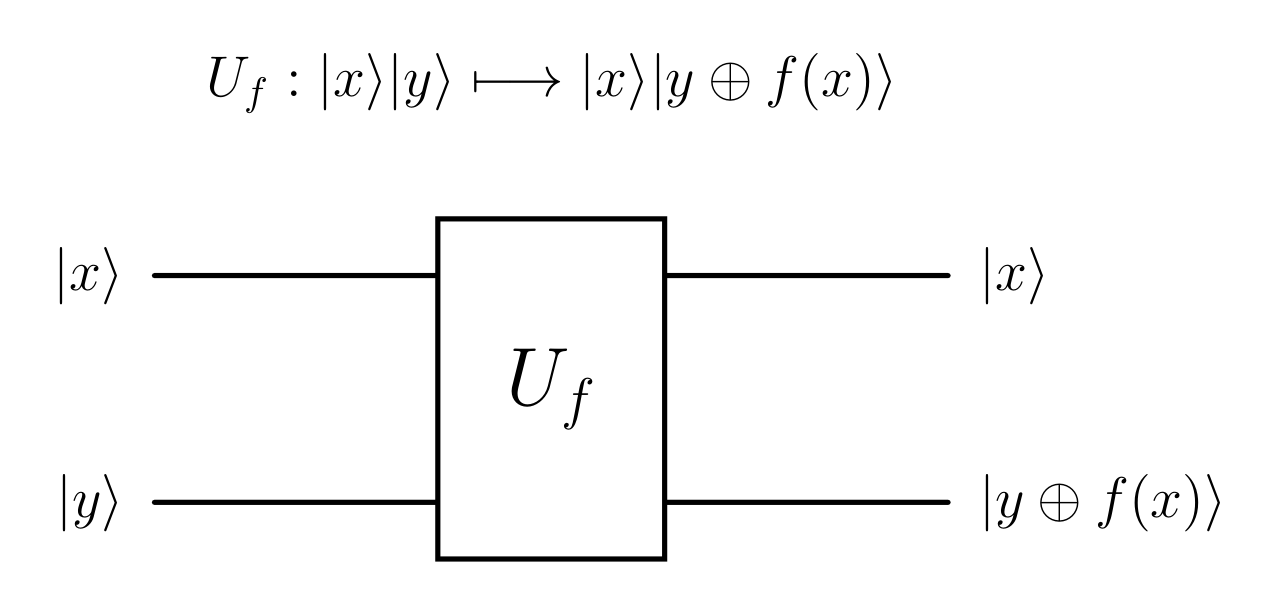 U_f : |x⟩|y⟩ ⟼ |x⟩|y ⊕ f(x)⟩
|x⟩ |x⟩
U_f
|y⟩ |y ⊕ f(x)⟩